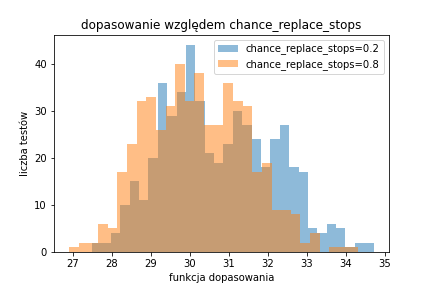 dopasowanie względem chance_replace_stops
chance_replace_stops=0.2
chance_replace_stops=0.8
liczba testów
40
30
20
10
0
27 28 29 30 31 32 33 34 35
funkcja dopasowania